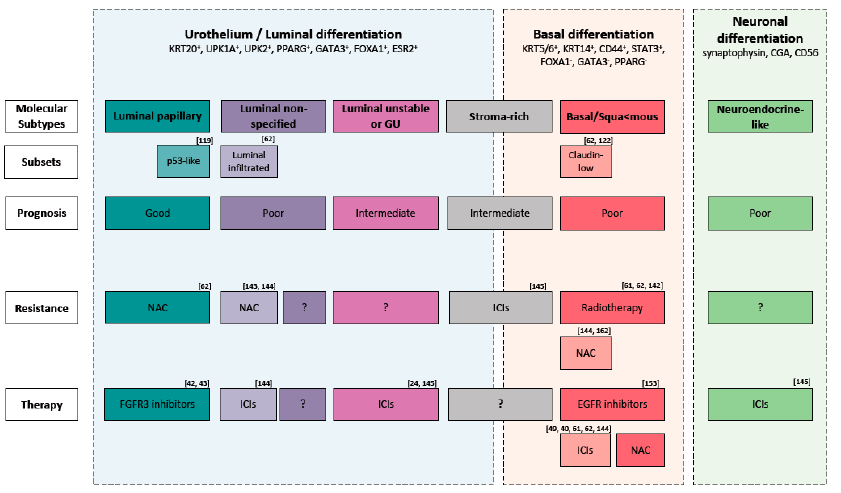 Urothelium / Luminal differentiation
KRT20⁺, UPK1A⁺, UPK2⁺, PPARG⁺, GATA3⁺, FOXA1⁺, ESR2⁺
Basal differentiation
KRT5/6⁺, KRT14⁺, CD44⁺, STAT3⁺,
FOXA1⁻, GATA3⁻, PPARG⁻
Neuronal
differentiation
synaptophysin, CGA, CD56
Molecular
Subtypes
Luminal papillary
Luminal non-
specified
Luminal unstable
or GU
Stroma-rich
Basal/Squa<mous
Neuroendocrine-
like
Subsets
[119]
p53-like
[62]
Luminal
infiltrated
[62, 122]
Claudin-
low
Prognosis
Good
Poor
Intermediate
Intermediate
Poor
Poor
Resistance
[62]
NAC
[143, 144]
NAC
?
?
[145]
ICIs
[61, 62, 142]
Radiotherapy
?
[144, 162]
NAC
Therapy
[42, 43]
FGFR3 inhibitors
[144]
ICIs
?
[24, 145]
ICIs
?
[153]
EGFR inhibitors
[145]
ICIs
[49, 40, 61, 62, 144]
ICIs
NAC